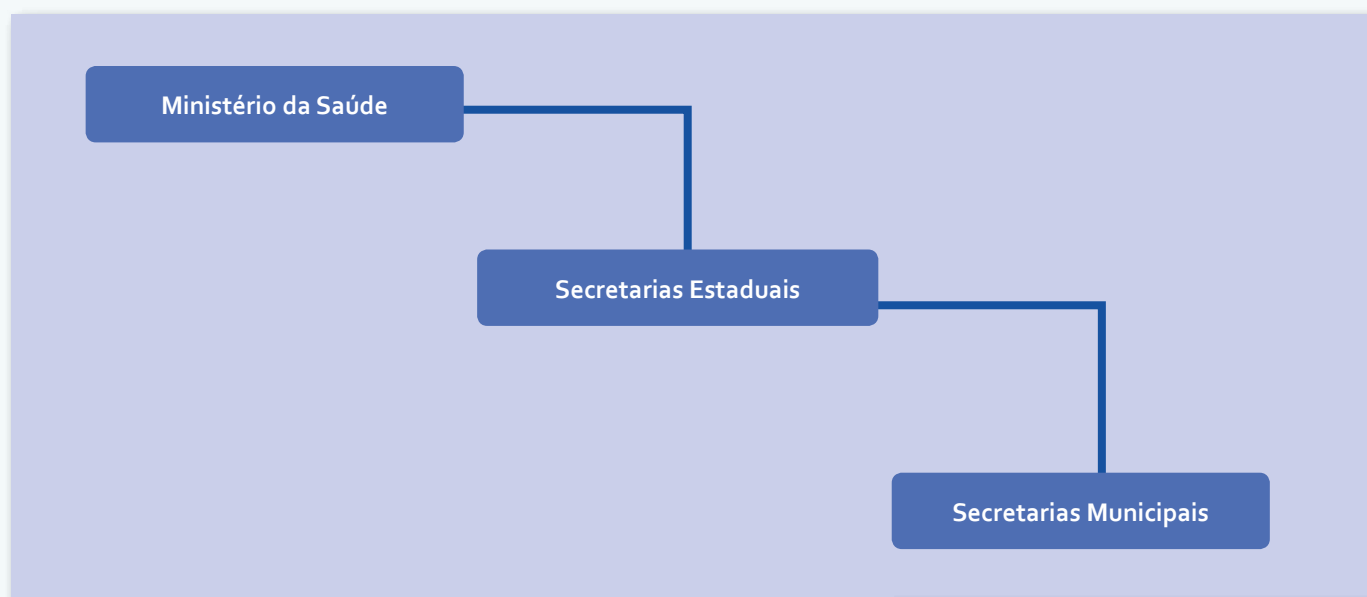 Ministério da Saúde
Secretarias Estaduais
Secretarias Municipais